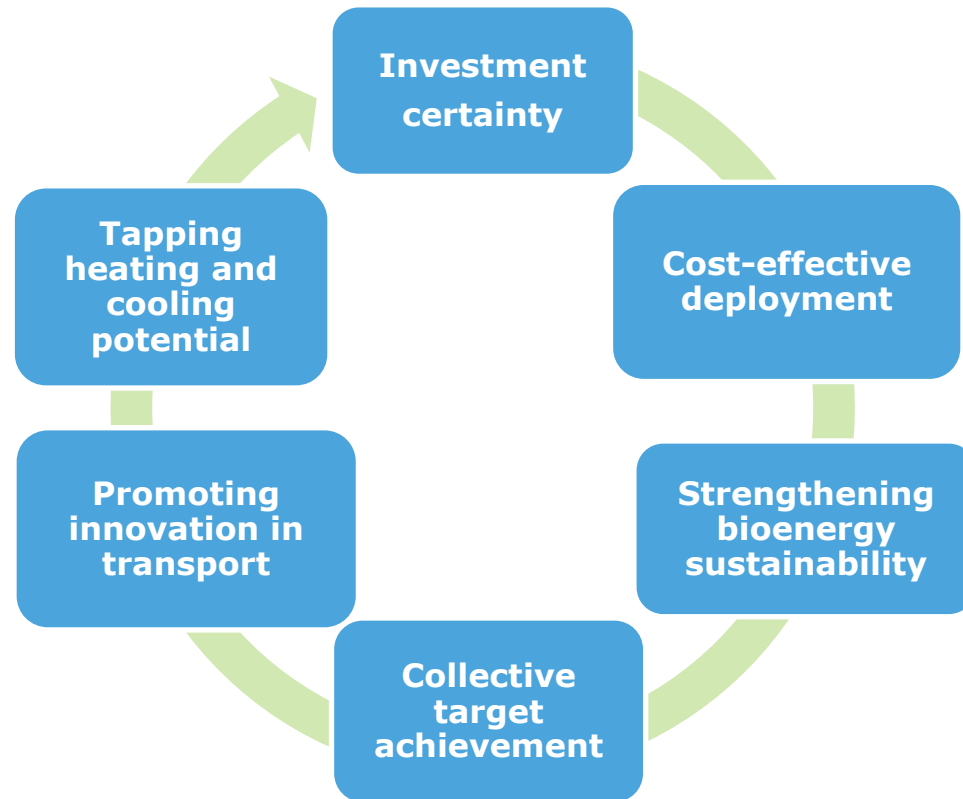 Investment
certainty
Cost-effective
deployment
Strengthening
bioenergy
sustainability
Collective
target
achievement
Promoting
innovation in
transport
Tapping
heating and
cooling
potential